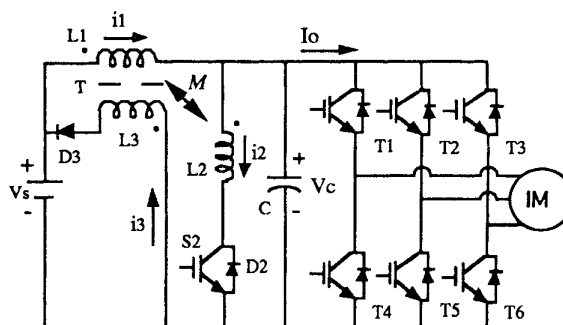 L1 i1 Io
T M
L3
D3
i2
T1 T2 T3
+ Vs -
L2
+ Vc -
C
IM
i3
S2
D2
T4 T5 T6